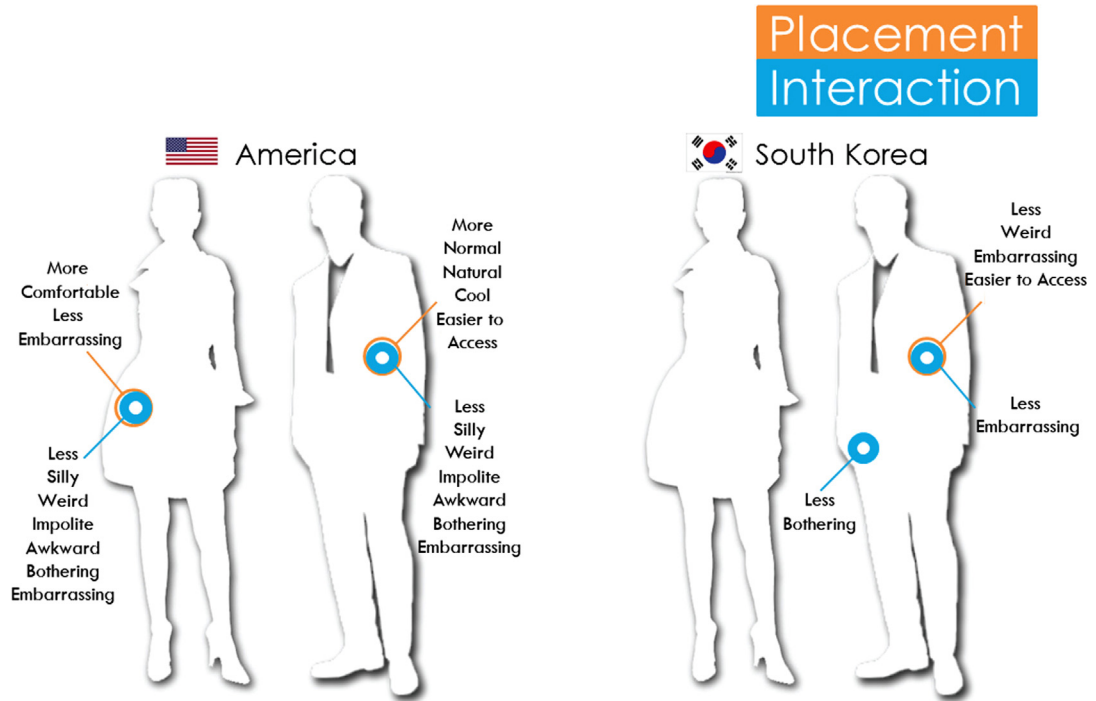 Placement
Interaction
America
South Korea
More
Comfortable
Less
Embarrassing
Less
Silly
Weird
Impolite
Awkward
Bothering
Embarrassing
More
Normal
Natural
Cool
Easier to
Access
Less
Silly
Weird
Impolite
Awkward
Bothering
Embarrassing
Less
Weird
Embarrassing
Easier to Access
Less
Embarrassing
Less
Bothering